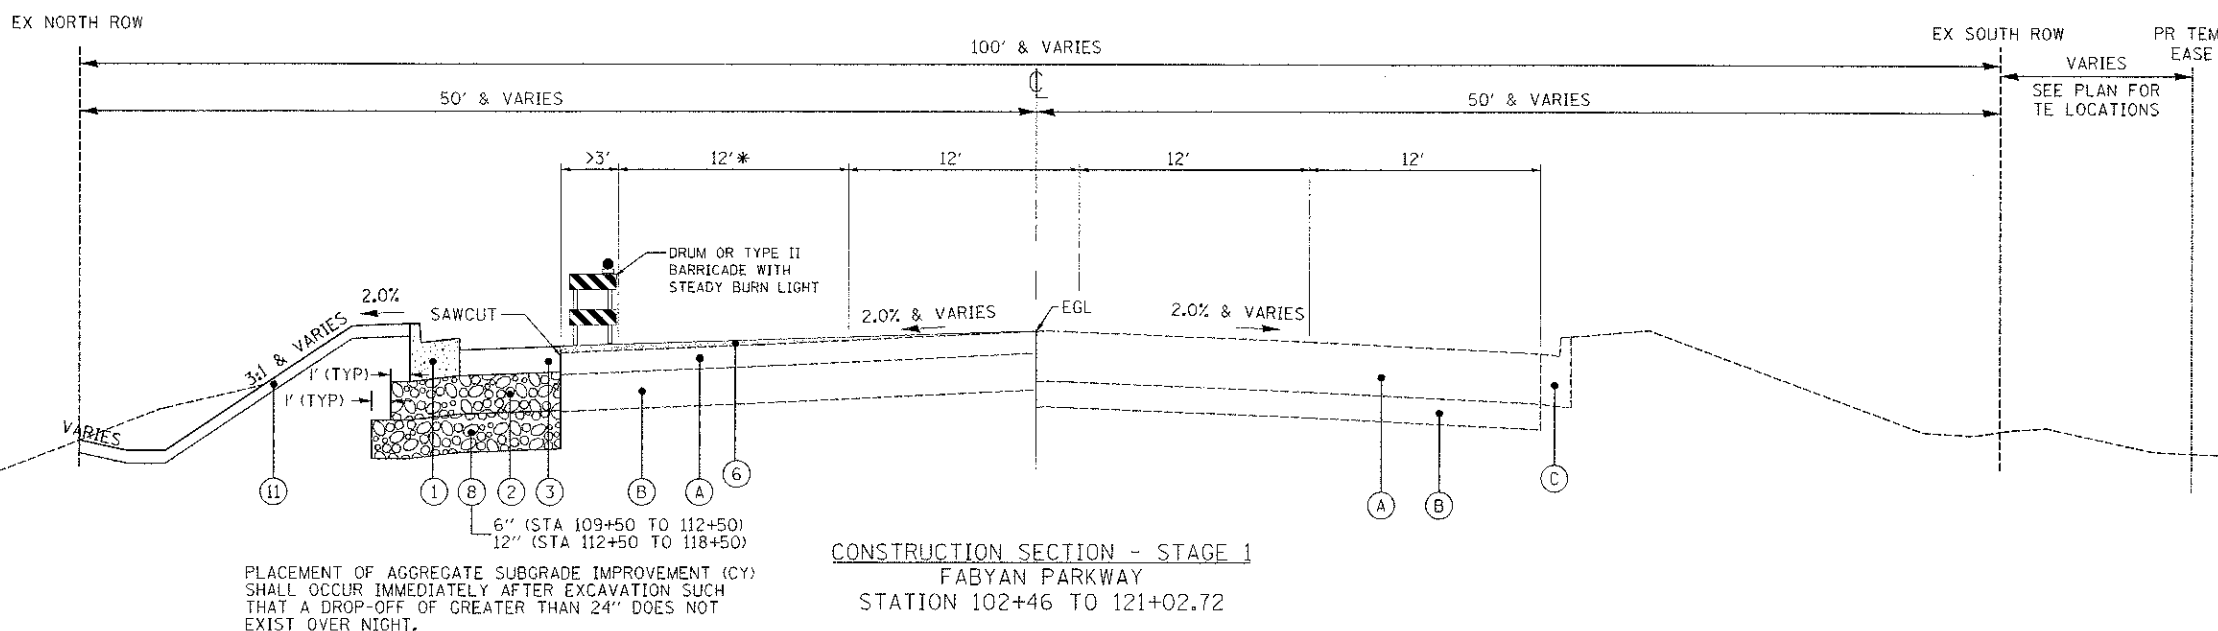 EX NORTH ROW
EX SOUTH ROW
PR TEM
EASE
100' & VARIES
VARIES
SEE PLAN FOR
TE LOCATIONS
℄
50' & VARIES
50' & VARIES
>3'
12'*
12'
12'
12'
DRUM OR TYPE II
BARRICADE WITH
STEADY BURN LIGHT
2.0%
SAWCUT
2.0% & VARIES
EGL
2.0% & VARIES
3:1 & VARIES
1' (TYP)
1' (TYP)
VARIES
11
1
8
2
3
B
A
6
A
B
C
6" (STA 109+50 TO 112+50)
12" (STA 112+50 TO 118+50)
PLACEMENT OF AGGREGATE SUBGRADE IMPROVEMENT (CY)
SHALL OCCUR IMMEDIATELY AFTER EXCAVATION SUCH
THAT A DROP-OFF OF GREATER THAN 24" DOES NOT
EXIST OVER NIGHT.
CONSTRUCTION SECTION - STAGE 1
FABYAN PARKWAY
STATION 102+46 TO 121+02.72